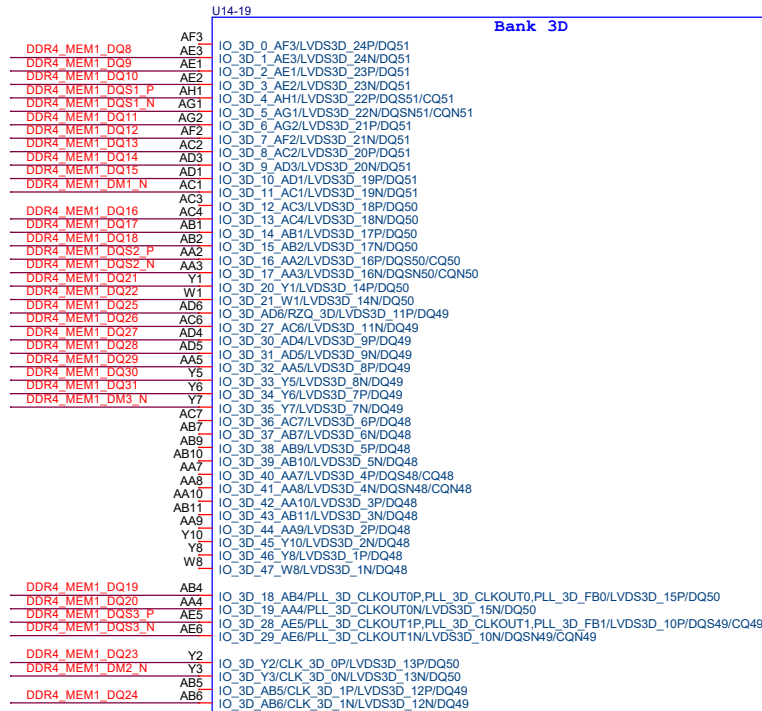 U14-19
Bank 3D
AF3 IO_3D_0_AF3/LVDS3D_24P/DQ51
DDR4_MEM1_DQ8 AE3 IO_3D_1_AE3/LVDS3D_24N/DQ51
DDR4_MEM1_DQ9 AE1 IO_3D_2_AE1/LVDS3D_23P/DQ51
DDR4_MEM1_DQ10 AE2 IO_3D_3_AE2/LVDS3D_23N/DQ51
DDR4_MEM1_DQS1_P AH1 IO_3D_4_AH1/LVDS3D_22P/DQS51/CQ51
DDR4_MEM1_DQS1_N AG1 IO_3D_5_AG1/LVDS3D_22N/DQSN51/CQN51
DDR4_MEM1_DQ11 AG2 IO_3D_6_AG2/LVDS3D_21P/DQ51
DDR4_MEM1_DQ12 AF2 IO_3D_7_AF2/LVDS3D_21N/DQ51
DDR4_MEM1_DQ13 AC2 IO_3D_8_AC2/LVDS3D_20P/DQ51
DDR4_MEM1_DQ14 AD3 IO_3D_9_AD3/LVDS3D_20N/DQ51
DDR4_MEM1_DQ15 AD1 IO_3D_10_AD1/LVDS3D_19P/DQ51
DDR4_MEM1_DM1_N AC1 IO_3D_11_AC1/LVDS3D_19N/DQ51
AC3 IO_3D_12_AC3/LVDS3D_18P/DQ50
DDR4_MEM1_DQ16 AC4 IO_3D_13_AC4/LVDS3D_18N/DQ50
DDR4_MEM1_DQ17 AB1 IO_3D_14_AB1/LVDS3D_17P/DQ50
DDR4_MEM1_DQ18 AB2 IO_3D_15_AB2/LVDS3D_17N/DQ50
DDR4_MEM1_DQS2_P AA2 IO_3D_16_AA2/LVDS3D_16P/DQS50/CQ50
DDR4_MEM1_DQS2_N AA3 IO_3D_17_AA3/LVDS3D_16N/DQSN50/CQN50
DDR4_MEM1_DQ21 Y1 IO_3D_20_Y1/LVDS3D_14P/DQ50
DDR4_MEM1_DQ22 W1 IO_3D_21_W1/LVDS3D_14N/DQ50
DDR4_MEM1_DQ25 AD6 IO_3D_AD6/RZQ_3D/LVDS3D_11P/DQ49
DDR4_MEM1_DQ26 AC6 IO_3D_27_AC6/LVDS3D_11N/DQ49
DDR4_MEM1_DQ27 AD4 IO_3D_30_AD4/LVDS3D_9P/DQ49
DDR4_MEM1_DQ28 AD5 IO_3D_31_AD5/LVDS3D_9N/DQ49
DDR4_MEM1_DQ29 AA5 IO_3D_32_AA5/LVDS3D_8P/DQ49
DDR4_MEM1_DQ30 Y5 IO_3D_33_Y5/LVDS3D_8N/DQ49
DDR4_MEM1_DQ31 Y6 IO_3D_34_Y6/LVDS3D_7P/DQ49
DDR4_MEM1_DM3_N Y7 IO_3D_35_Y7/LVDS3D_7N/DQ49
AC7 IO_3D_36_AC7/LVDS3D_6P/DQ48
AB7 IO_3D_37_AB7/LVDS3D_6N/DQ48
AB9 IO_3D_38_AB9/LVDS3D_5P/DQ48
AB10 IO_3D_39_AB10/LVDS3D_5N/DQ48
AA7 IO_3D_40_AA7/LVDS3D_4P/DQS48/CQ48
AA8 IO_3D_41_AA8/LVDS3D_4N/DQSN48/CQN48
AA10 IO_3D_42_AA10/LVDS3D_3P/DQ48
AB11 IO_3D_43_AB11/LVDS3D_3N/DQ48
AA9 IO_3D_44_AA9/LVDS3D_2P/DQ48
Y10 IO_3D_45_Y10/LVDS3D_2N/DQ48
Y8 IO_3D_46_Y8/LVDS3D_1P/DQ48
W8 IO_3D_47_W8/LVDS3D_1N/DQ48
DDR4_MEM1_DQ19 AB4 IO_3D_18_AB4/PLL_3D_CLKOUT0P,PLL_3D_CLKOUT0,PLL_3D_FB0/LVDS3D_15P/DQ50
DDR4_MEM1_DQ20 AA4 IO_3D_19_AA4/PLL_3D_CLKOUT0N/LVDS3D_15N/DQ50
DDR4_MEM1_DQS3_P AE5 IO_3D_28_AE5/PLL_3D_CLKOUT1P,PLL_3D_CLKOUT1,PLL_3D_FB1/LVDS3D_10P/DQS49/CQ49
DDR4_MEM1_DQS3_N AE6 IO_3D_29_AE6/PLL_3D_CLKOUT1N/LVDS3D_10N/DQSN49/CQN49
DDR4_MEM1_DQ23 Y2 IO_3D_Y2/CLK_3D_0P/LVDS3D_13P/DQ50
DDR4_MEM1_DM2_N Y3 IO_3D_Y3/CLK_3D_0N/LVDS3D_13N/DQ50
AB5 IO_3D_AB5/CLK_3D_1P/LVDS3D_12P/DQ49
DDR4_MEM1_DQ24 AB6 IO_3D_AB6/CLK_3D_1N/LVDS3D_12N/DQ49